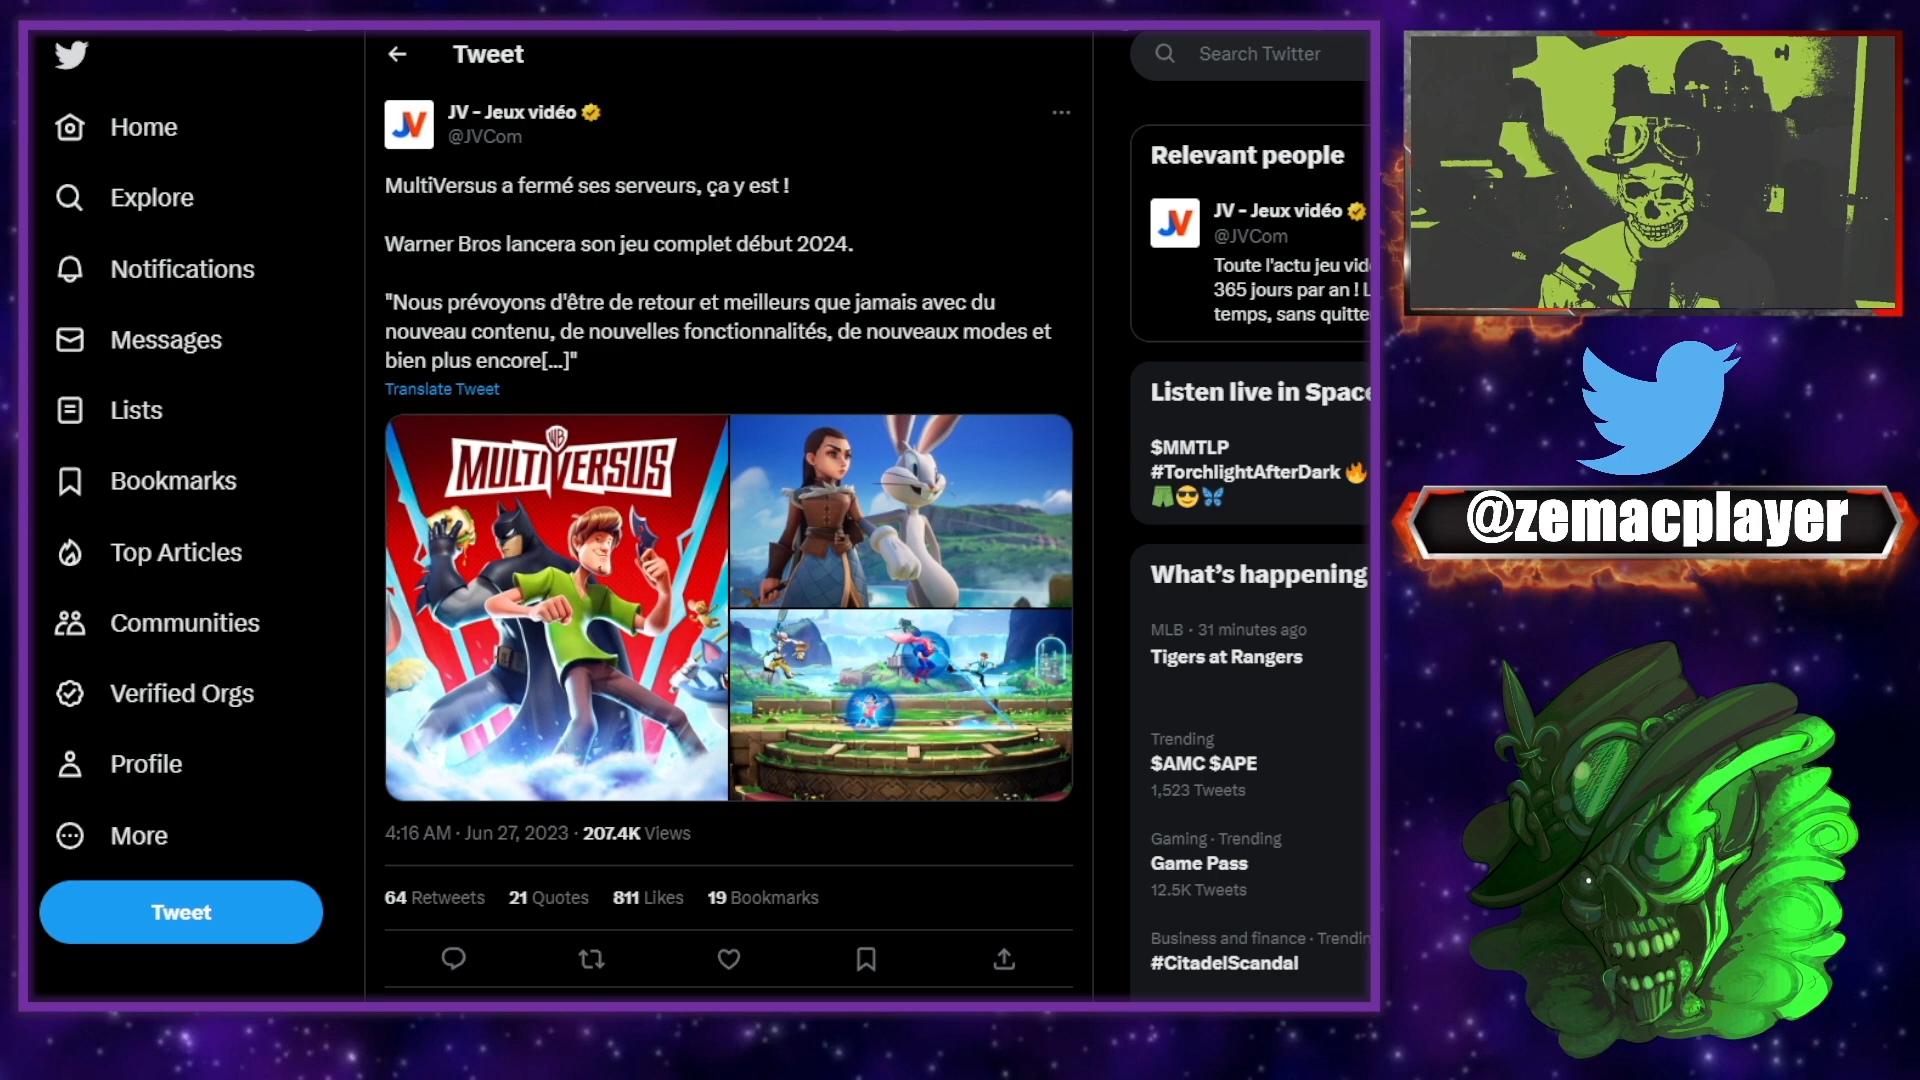 Home
Explore
Notifications
Messages
Lists
Bookmarks
Top Articles
Communities
Verified Orgs
Profile
More
Tweet
Tweet
JV
JV - Jeux vidéo
@JVCom
MultiVersus a fermé ses serveurs, ça y est !
Warner Bros lancera son jeu complet début 2024.
"Nous prévoyons d'être de retour et meilleurs que jamais avec du
nouveau contenu, de nouvelles fonctionnalités, de nouveaux modes et
bien plus encore[...]"
Translate Tweet
WB
MULTIVERSUS
4:16 AM · Jun 27, 2023 · 207.4K Views
64 Retweets 21 Quotes 811 Likes 19 Bookmarks
Search Twitter
Relevant people
JV
JV - Jeux vidéo
@JVCom
Toute l'actu jeu vid
365 jours par an ! L
temps, sans quitte
Listen live in Spac
$MMTLP
#TorchlightAfterDark 🔥
🩳😎🦋
What's happening
MLB · 31 minutes ago
Tigers at Rangers
Trending
$AMC $APE
1,523 Tweets
Gaming · Trending
Game Pass
12.5K Tweets
Business and finance · Trendin
#CitadelScandal
@zemacplayer